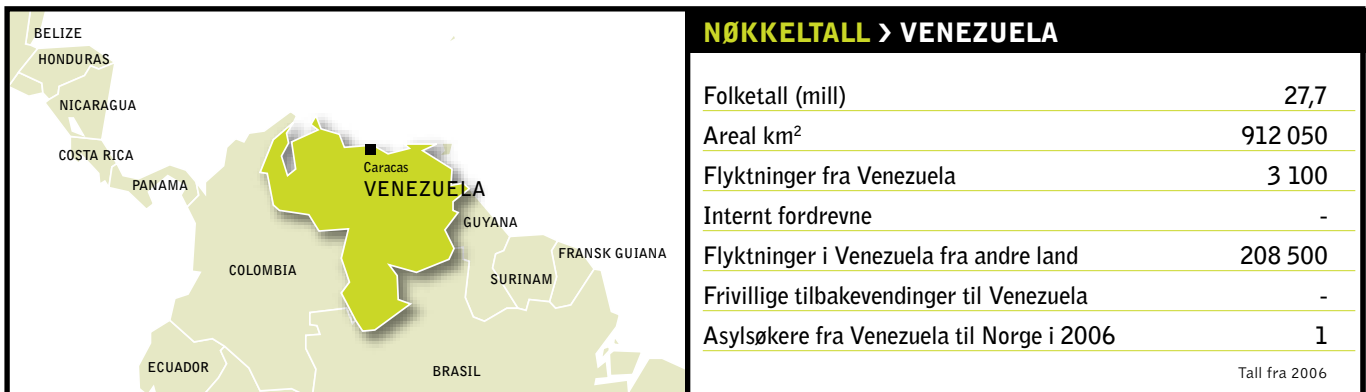 BELIZE
HONDURAS
NICARAGUA
COSTA RICA
PANAMA
Caracas
VENEZUELA
GUYANA
FRANSK GUIANA
SURINAM
COLOMBIA
ECUADOR
BRASIL
NØKKELTALL › VENEZUELA
Folketall (mill) 27,7
Areal km² 912 050
Flyktninger fra Venezuela 3 100
Internt fordrevne -
Flyktninger i Venezuela fra andre land 208 500
Frivillige tilbakevendinger til Venezuela -
Asylsøkere fra Venezuela til Norge i 2006 1
Tall fra 2006